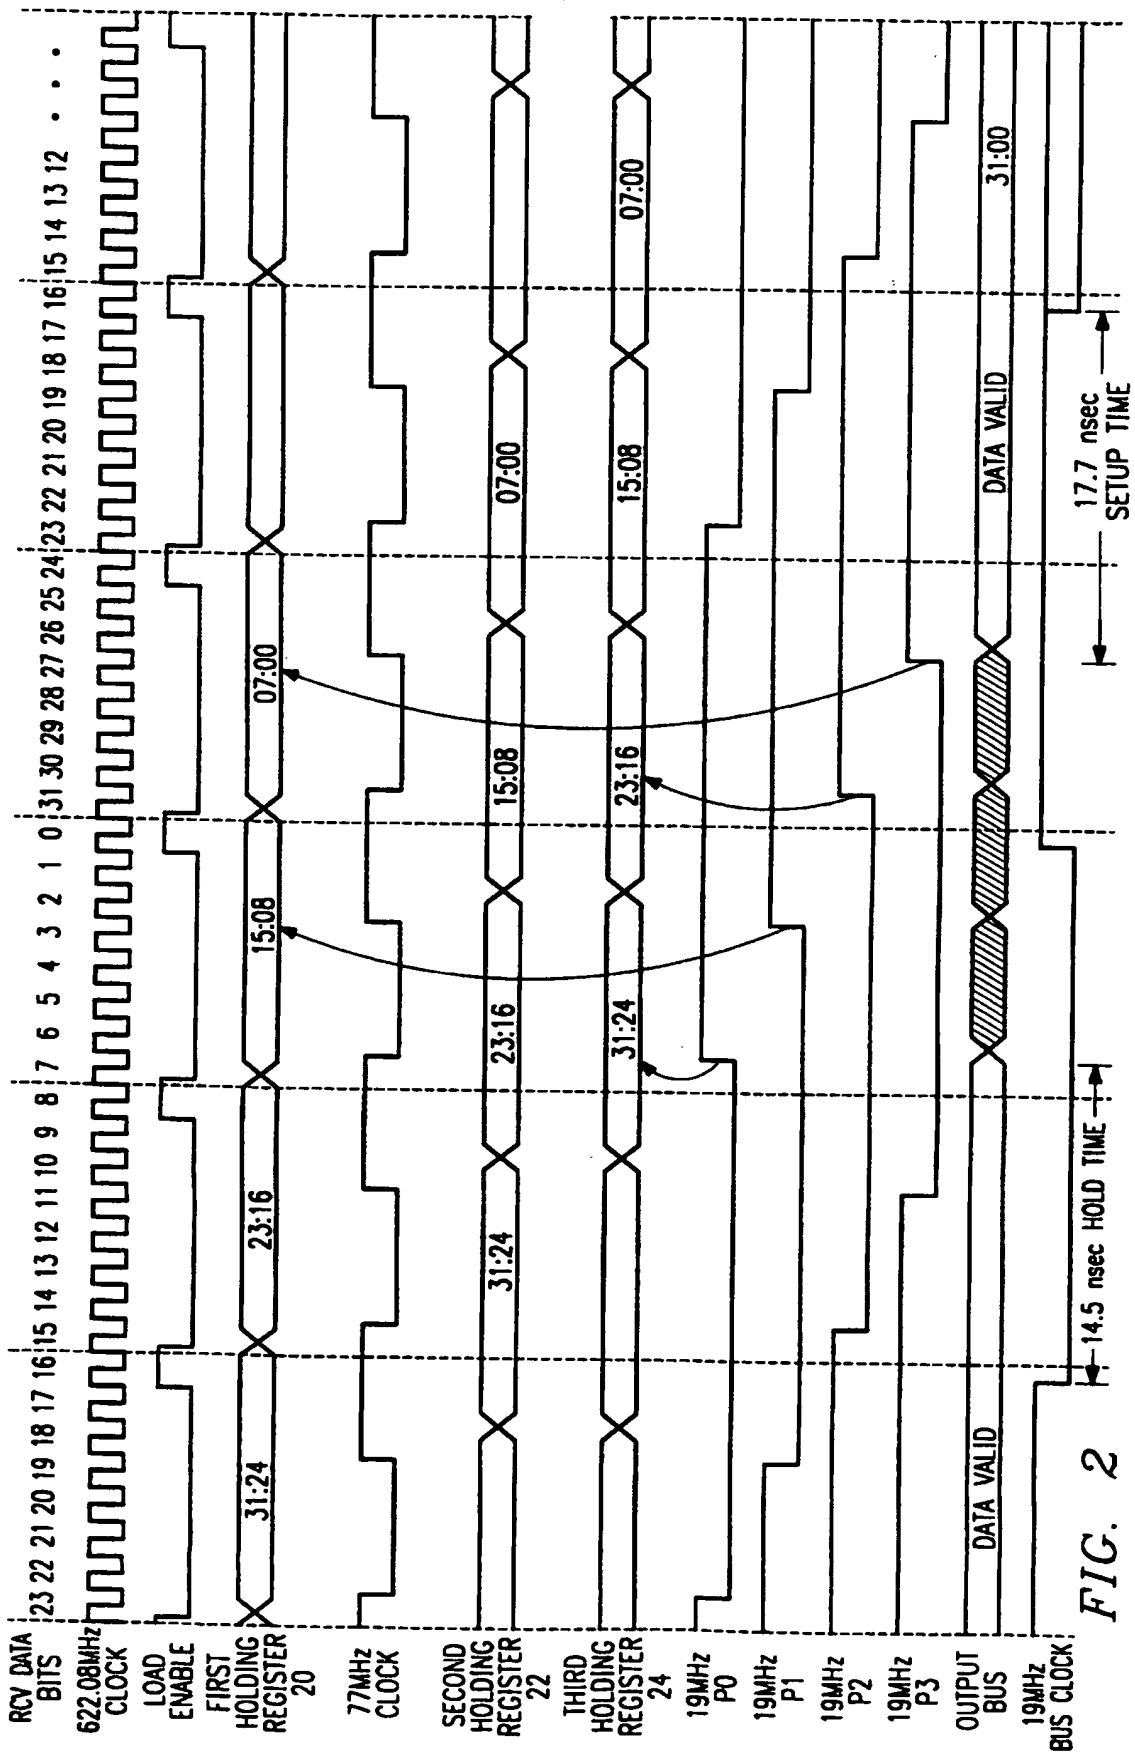 RCV DATA
BITS
23 22 21 20 19 18 17 16 15 14 13 12 11 10 9 8 7 6 5 4 3 2 1 0 31 30 29 28 27 26 25 24 23 22 21 20 19 18 17 16 15 14 13 12 • • •
622.08MHz
CLOCK
LOAD
ENABLE
FIRST
HOLDING
REGISTER
20
31:24 23:16 15:08 07:00
77MHz
CLOCK
SECOND
HOLDING
REGISTER
22
31:24 23:16 15:08 07:00
THIRD
HOLDING
REGISTER
24
31:24 23:16 15:08 07:00
19MHz
P0
19MHz
P1
19MHz
P2
19MHz
P3
OUTPUT
BUS
DATA VALID DATA VALID 31:00
19MHz
BUS CLOCK
14.5 nsec HOLD TIME
17.7 nsec
SETUP TIME
FIG. 2